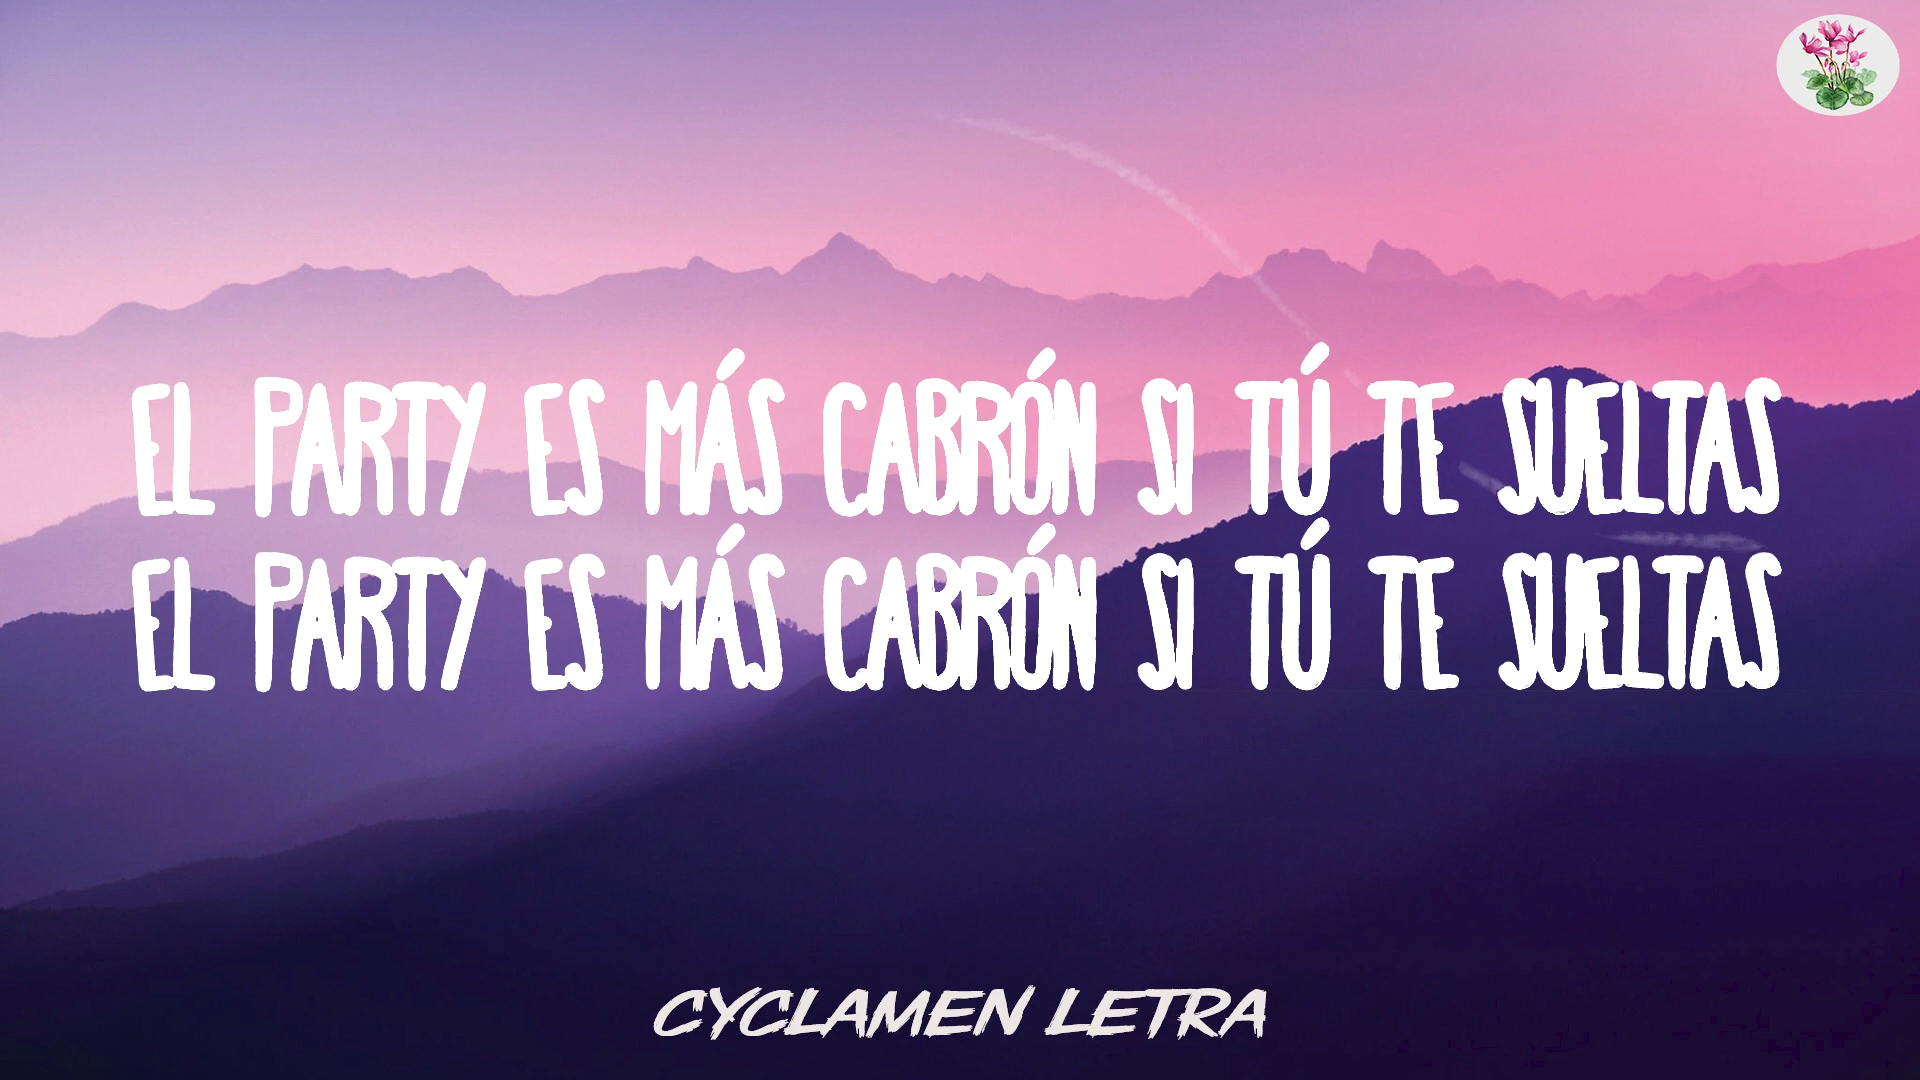 EL PARTY ES MÁS CABRÓN SI TÚ TE SUELTAS
EL PARTY ES MÁS CABRÓN SI TÚ TE SUELTAS
CYCLAMEN LETRA